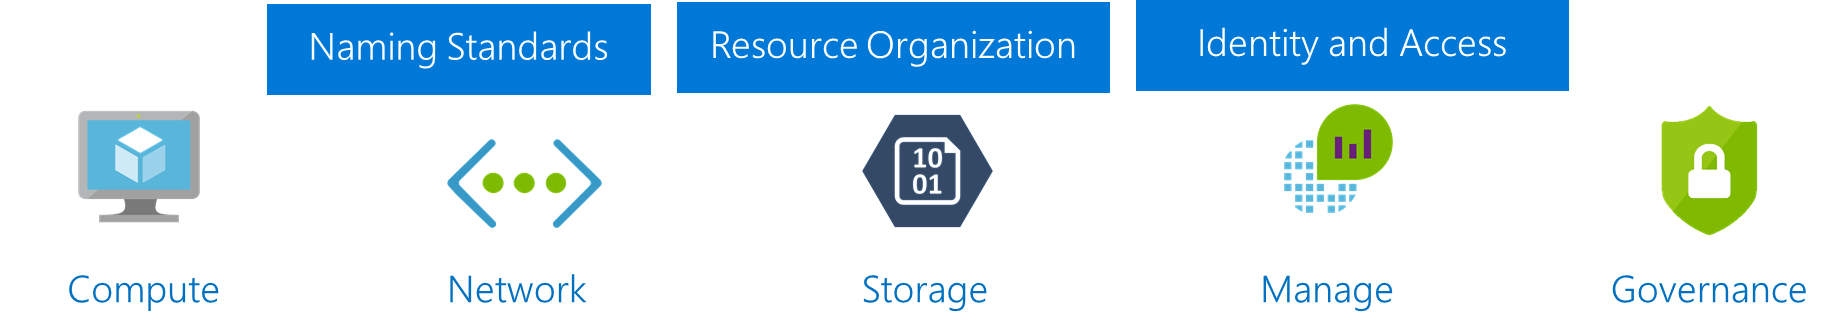 Naming Standards
Resource Organization
Identity and Access
10
01
Compute
Network
Storage
Manage
Governance